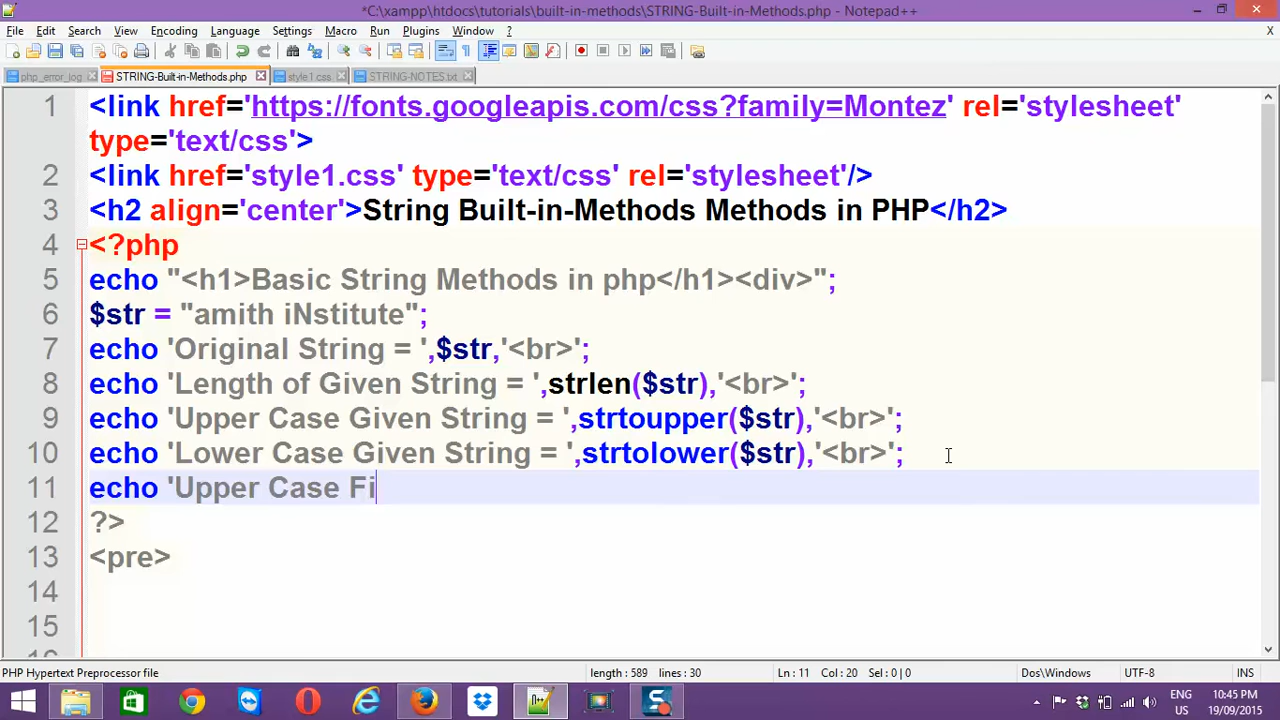 *C:\xampp\htdocs\tutorials\built-in-methods\STRING-Built-in-Methods.php - Notepad++
File Edit Search View Encoding Language Settings Macro Run Plugins Window ? X
php_error_log STRING-Built-in-Methods.php style1.css STRING-NOTES.txt
1 <link href='https://fonts.googleapis.com/css?family=Montez' rel='stylesheet'
type='text/css'>
2 <link href='style1.css' type='text/css' rel='stylesheet'/>
3 <h2 align='center'>String Built-in-Methods Methods in PHP</h2>
4 <?php
5 echo "<h1>Basic String Methods in php</h1><div>";
6 $str = "amith iNstitute";
7 echo 'Original String = ',$str,'<br>';
8 echo 'Length of Given String = ',strlen($str),'<br>';
9 echo 'Upper Case Given String = ',strtoupper($str),'<br>';
10 echo 'Lower Case Given String = ',strtolower($str),'<br>';
11 echo 'Upper Case Fi
12 ?>
13 <pre>
14
15
16
PHP Hypertext Preprocessor file length : 589 lines : 30 Ln : 11 Col : 20 Sel : 0 | 0 Dos\Windows UTF-8 INS
ENG 10:45 PM
US 19/09/2015